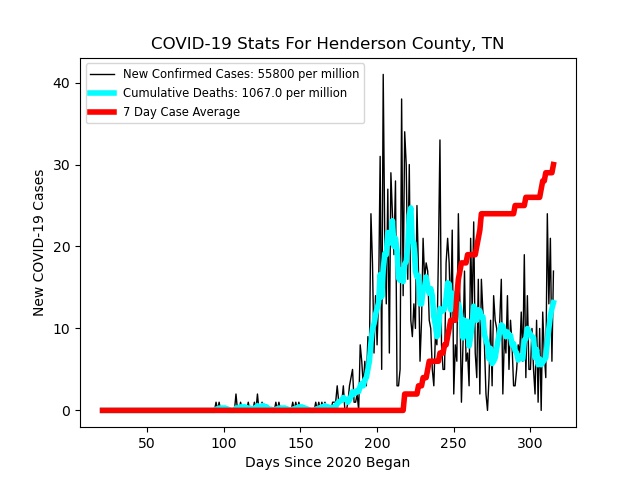 COVID-19 Stats For Henderson County, TN
New Confirmed Cases: 55800 per million
Cumulative Deaths: 1067.0 per million
7 Day Case Average
40
30
20
10
0
New COVID-19 Cases
50 100 150 200 250 300
Days Since 2020 Began